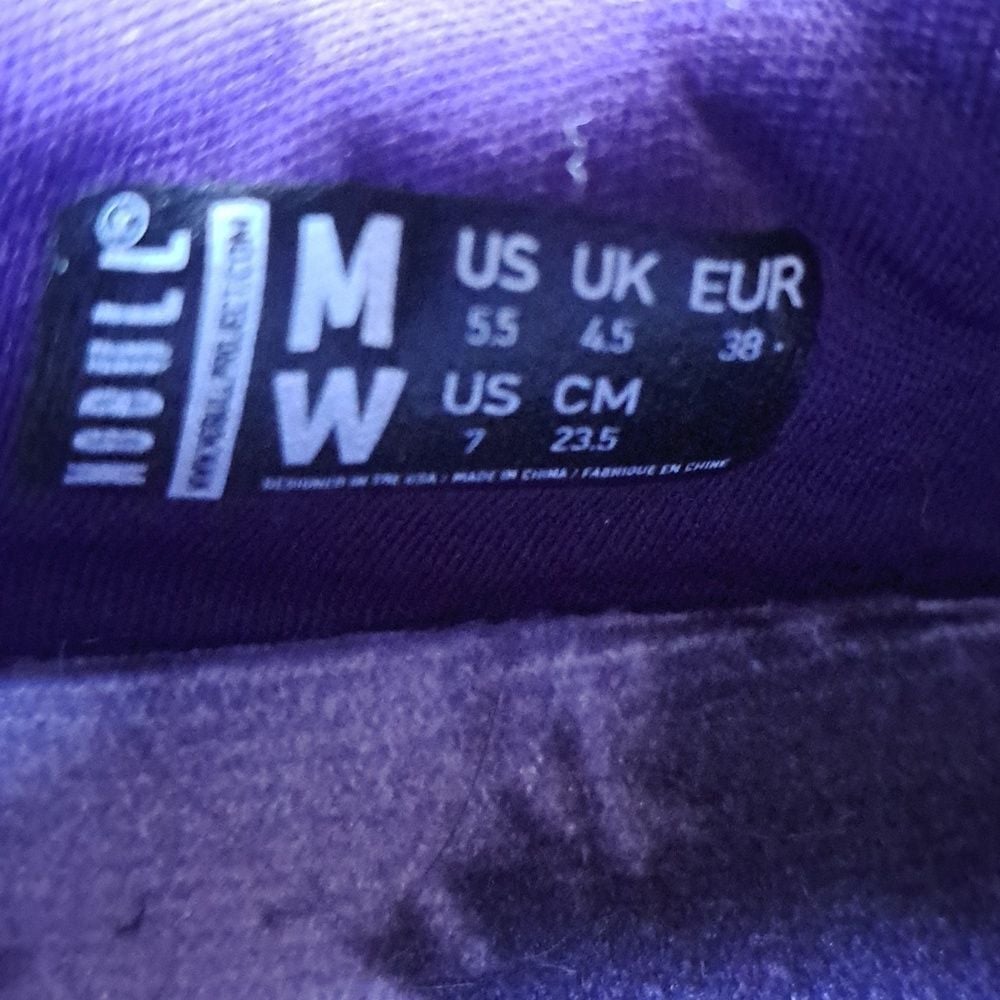 NOBULL®
M US UK EUR
5.5 4.5 38
W US CM
7 23.5
DESIGNED IN THE USA / MADE IN CHINA / FABRIQUE EN CHINE